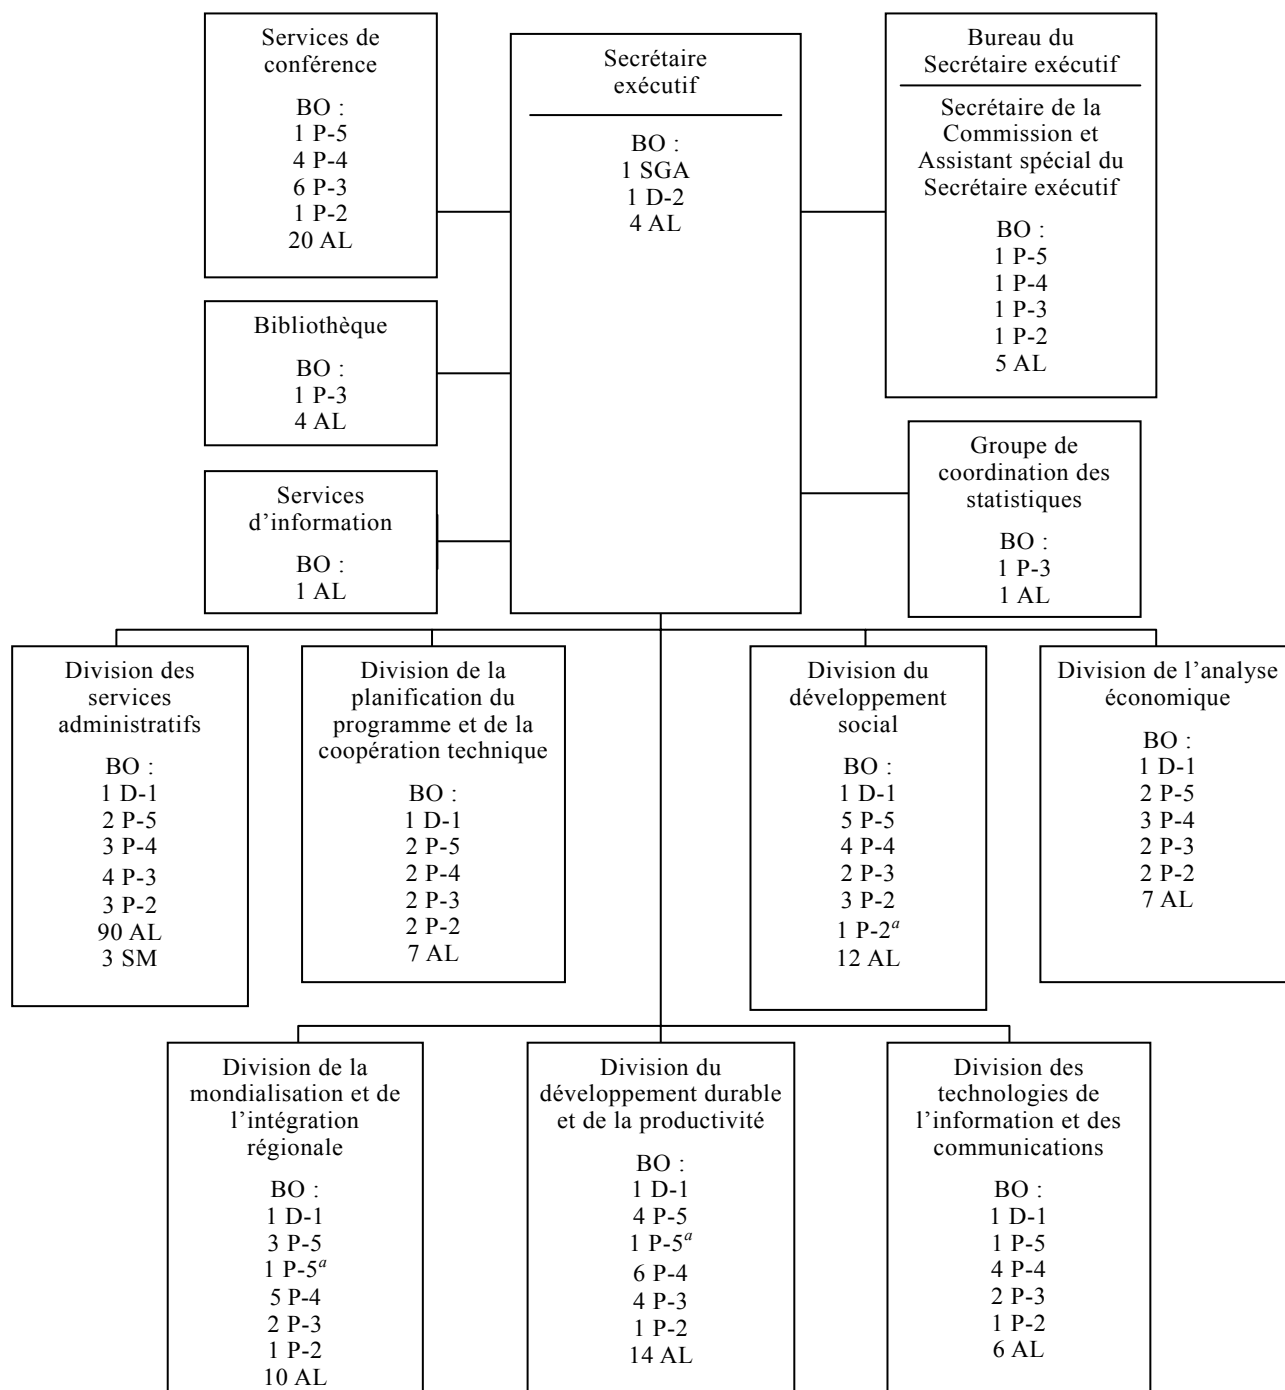 Services de
conférence
BO :
1 P-5
4 P-4
6 P-3
1 P-2
20 AL
Secrétaire
exécutif
BO :
1 SGA
1 D-2
4 AL
Bureau du
Secrétaire exécutif
Secrétaire de la
Commission et
Assistant spécial du
Secrétaire exécutif
BO :
1 P-5
1 P-4
1 P-3
1 P-2
5 AL
Bibliothèque
BO :
1 P-3
4 AL
Groupe de
coordination des
statistiques
BO :
1 P-3
1 AL
Services
d’information
BO :
1 AL
Division des
services
administratifs
BO :
1 D-1
2 P-5
3 P-4
4 P-3
3 P-2
90 AL
3 SM
Division de la
planification du
programme et de la
coopération technique
BO :
1 D-1
2 P-5
2 P-4
2 P-3
2 P-2
7 AL
Division du
développement
social
BO :
1 D-1
5 P-5
4 P-4
2 P-3
3 P-2
1 P-2ᵃ
12 AL
Division de l’analyse
économique
BO :
1 D-1
2 P-5
3 P-4
2 P-3
2 P-2
7 AL
Division de la
mondialisation et de
l’intégration
régionale
BO :
1 D-1
3 P-5
1 P-5ᵃ
5 P-4
2 P-3
1 P-2
10 AL
Division du
développement durable
et de la productivité
BO :
1 D-1
4 P-5
1 P-5ᵃ
6 P-4
4 P-3
1 P-2
14 AL
Division des
technologies de
l’information et des
communications
BO :
1 D-1
1 P-5
4 P-4
2 P-3
1 P-2
6 AL